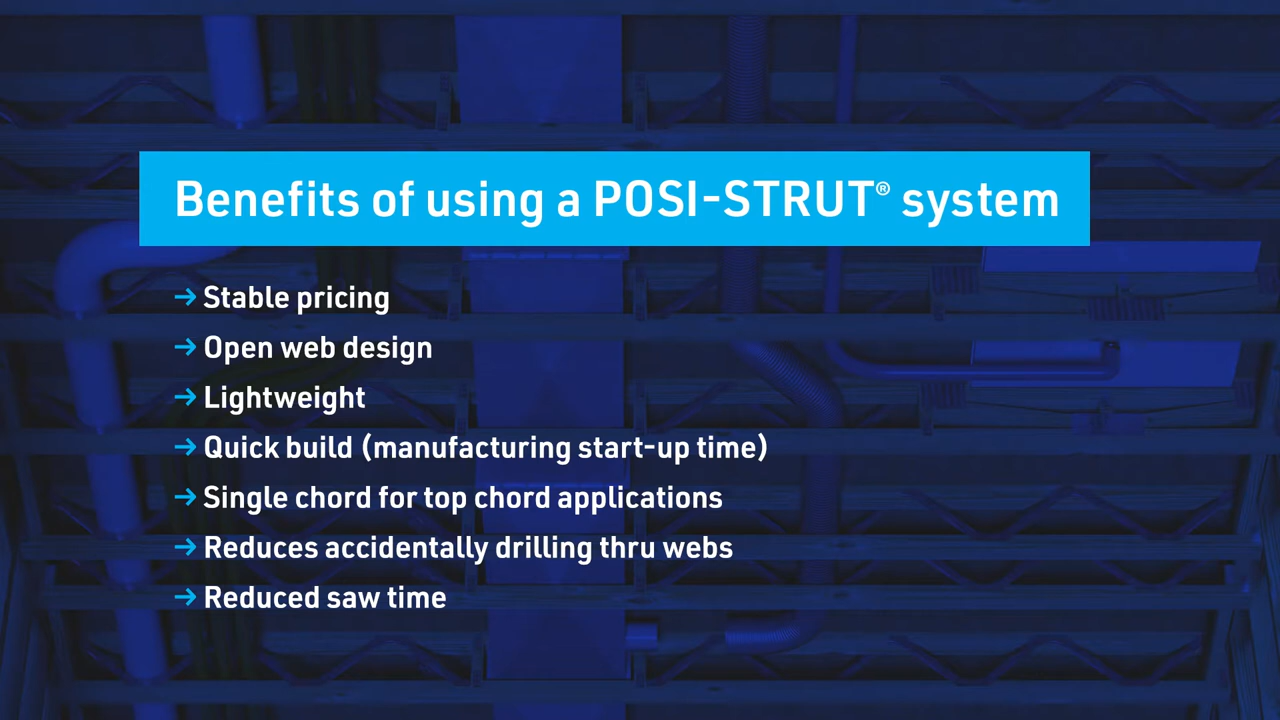 Benefits of using a POSI-STRUT® system
→ Stable pricing
→ Open web design
→ Lightweight
→ Quick build (manufacturing start-up time)
→ Single chord for top chord applications
→ Reduces accidentally drilling thru webs
→ Reduced saw time